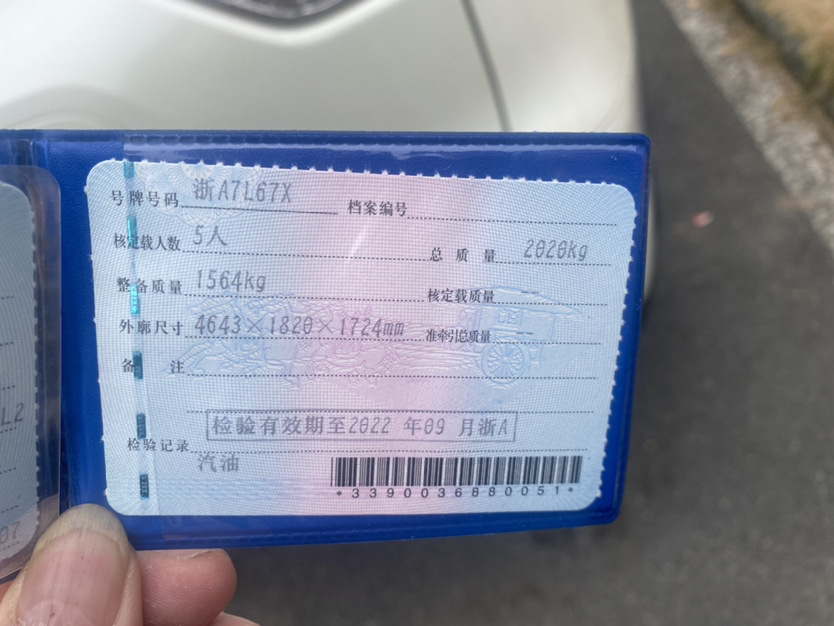 号牌号码 浙A7L67X 档案编号
核定载人数 5人 总质量 2020kg
整备质量 1564kg 核定载质量 --
外廓尺寸 4643×1820×1724mm 准牵引总质量 --
备注
检验有效期至2022 年09 月浙A
检验记录
汽油
*3390036880051*
L2
07